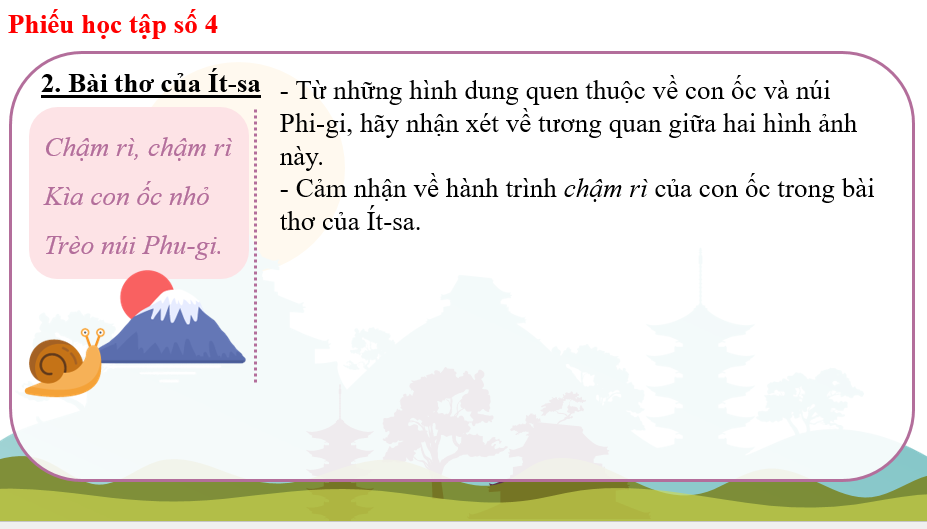 Phiếu học tập số 4
2. Bài thơ của Ít-sa
Chậm rì, chậm rì
Kìa con ốc nhỏ
Trèo núi Phu-gi.
- Từ những hình dung quen thuộc về con ốc và núi
Phi-gi, hãy nhận xét về tương quan giữa hai hình ảnh
này.
- Cảm nhận về hành trình chậm rì của con ốc trong bài
thơ của Ít-sa.